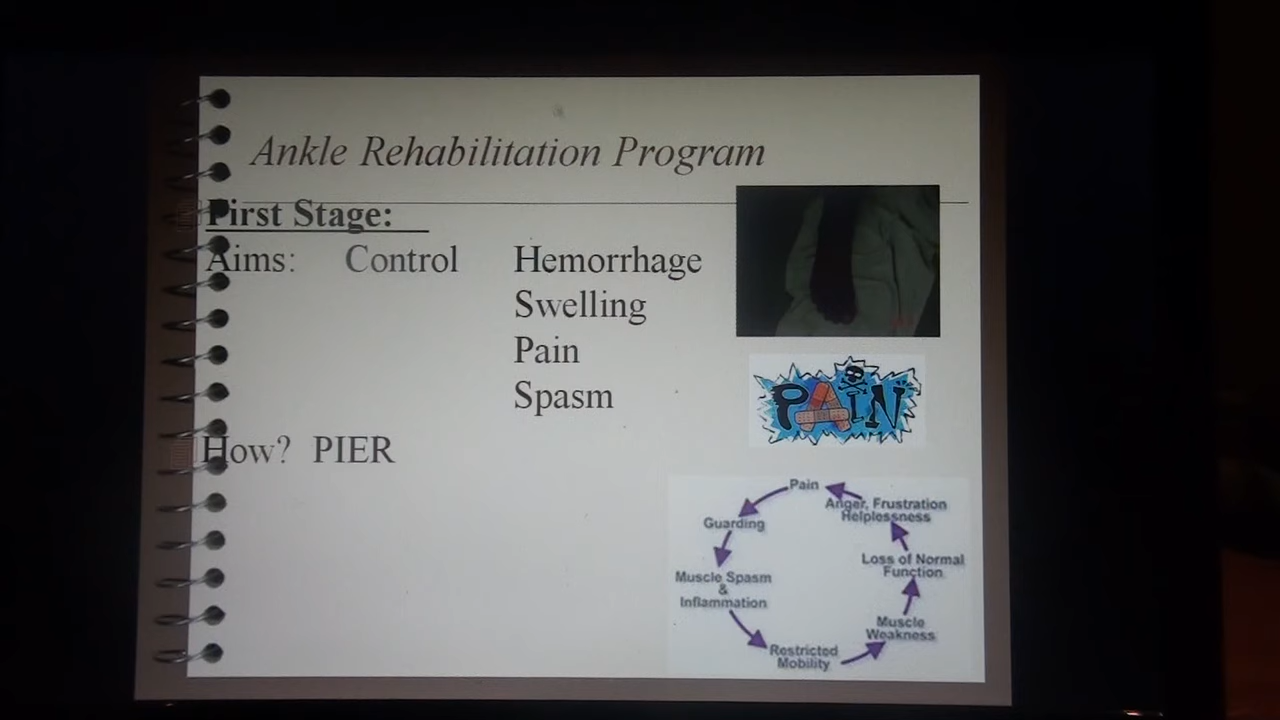 Ankle Rehabilitation Program
First Stage:
Aims: Control Hemorrhage
Swelling
Pain
Spasm
How? PIER
PAIN
Pain
Guarding
Muscle Spasm
&
Inflammation
Restricted
Mobility
Muscle
Weakness
Loss of Normal
Function
Anger, Frustration
Helplessness